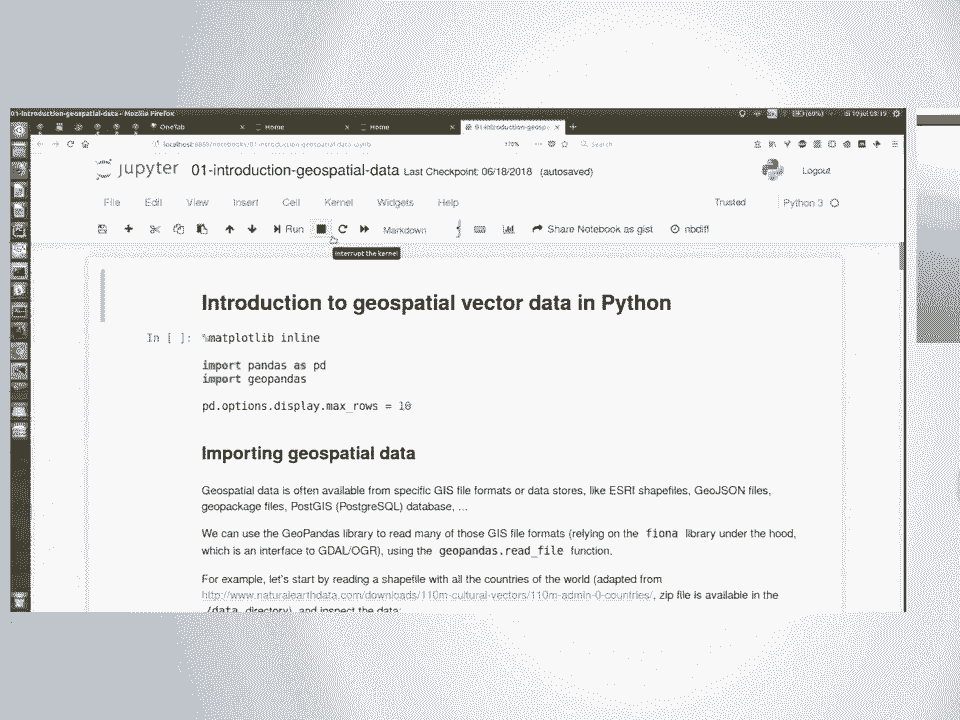 01-introduction-geospatial-data - Mozilla Firefox
OneTab
Home
Home
01-introduction-geosp
localhost:8889/notebooks/01-introduction-geospatial-data.ipynb
170%
Search
jupyter 01-introduction-geospatial-data Last Checkpoint: 06/18/2018 (autosaved)
Logout
File Edit View Insert Cell Kernel Widgets Help
Trusted
Python 3
Run
Markdown
Share Notebook as gist
nbdiff
interrupt the kernel
Introduction to geospatial vector data in Python
In [ ]: %matplotlib inline
import pandas as pd
import geopandas
pd.options.display.max_rows = 10
Importing geospatial data
Geospatial data is often available from specific GIS file formats or data stores, like ESRI shapefiles, GeoJSON files,
geopackage files, PostGIS (PostgreSQL) database, ...
We can use the GeoPandas library to read many of those GIS file formats (relying on the fiona library under the hood,
which is an interface to GDAL/OGR), using the geopandas.read_file function.
For example, let's start by reading a shapefile with all the countries of the world (adapted from
http://www.naturalearthdata.com/downloads/110m-cultural-vectors/110m-admin-0-countries/, zip file is available in the
/data directory), and inspect the data: